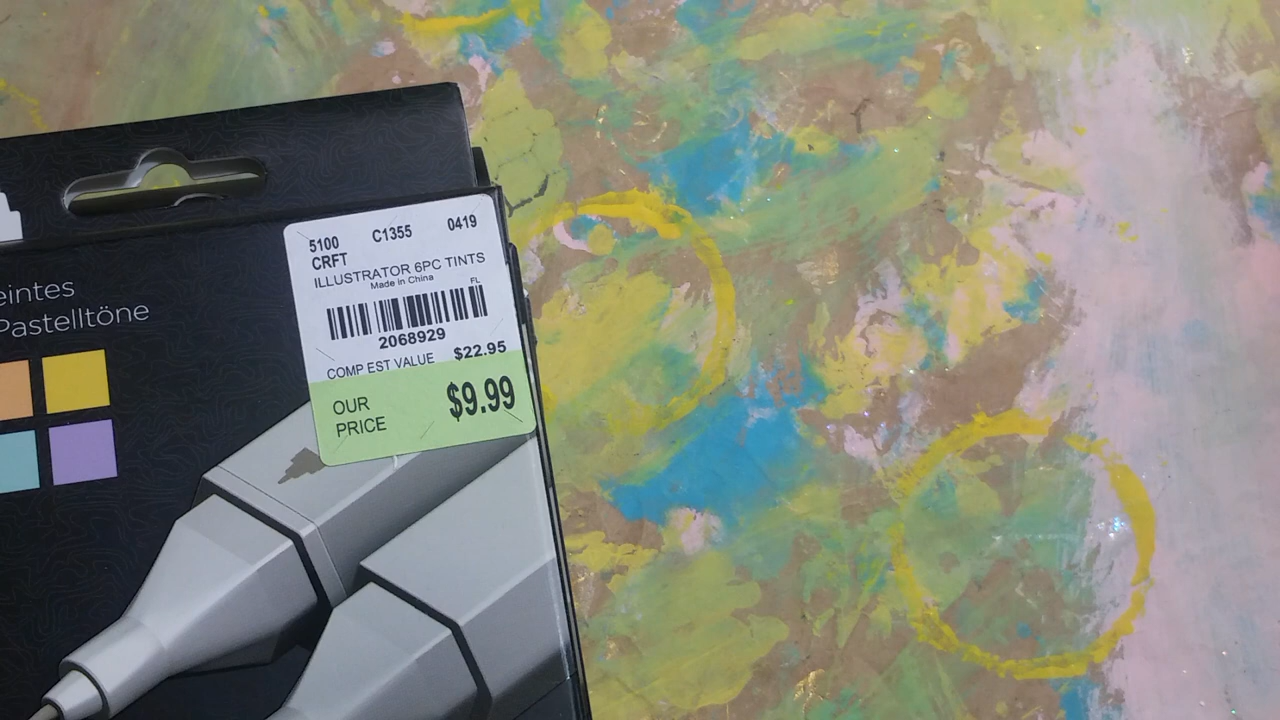 5100 C1355 0419
CRFT
ILLUSTRATOR 6PC TINTS
Made in China
FL
2068929
COMP EST VALUE $22.95
OUR PRICE $9.99
Pastelltöne